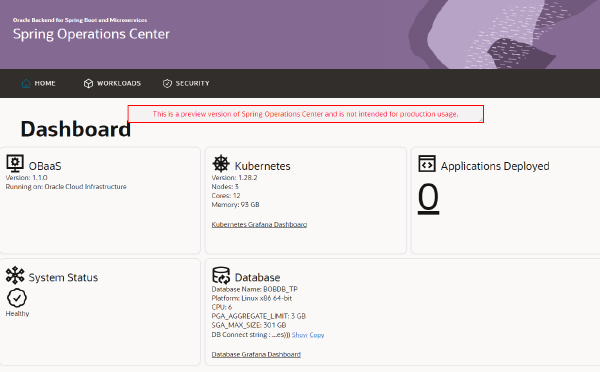 Oracle Backend for Spring Boot and Microservices
Spring Operations Center
HOME
WORKLOADS
SECURITY
This is a preview version of Spring Operations Center and is not intended for production usage.
Dashboard
OBaaS
Version: 1.1.0
Running on: Oracle Cloud Infrastructure
Kubernetes
Version: 1.28.2
Nodes: 3
Cores: 12
Memory: 93 GB
Kubernetes Grafana Dashboard
Applications Deployed
0
System Status
Healthy
Database
Database Name: BOBDB_TP
Platform: Linux x86 64-bit
CPU: 6
PGA_AGGREGATE_LIMIT: 3 GB
SGA_MAX_SIZE: 301 GB
DB Connect string : ...es))) Show Copy
Database Grafana Dashboard